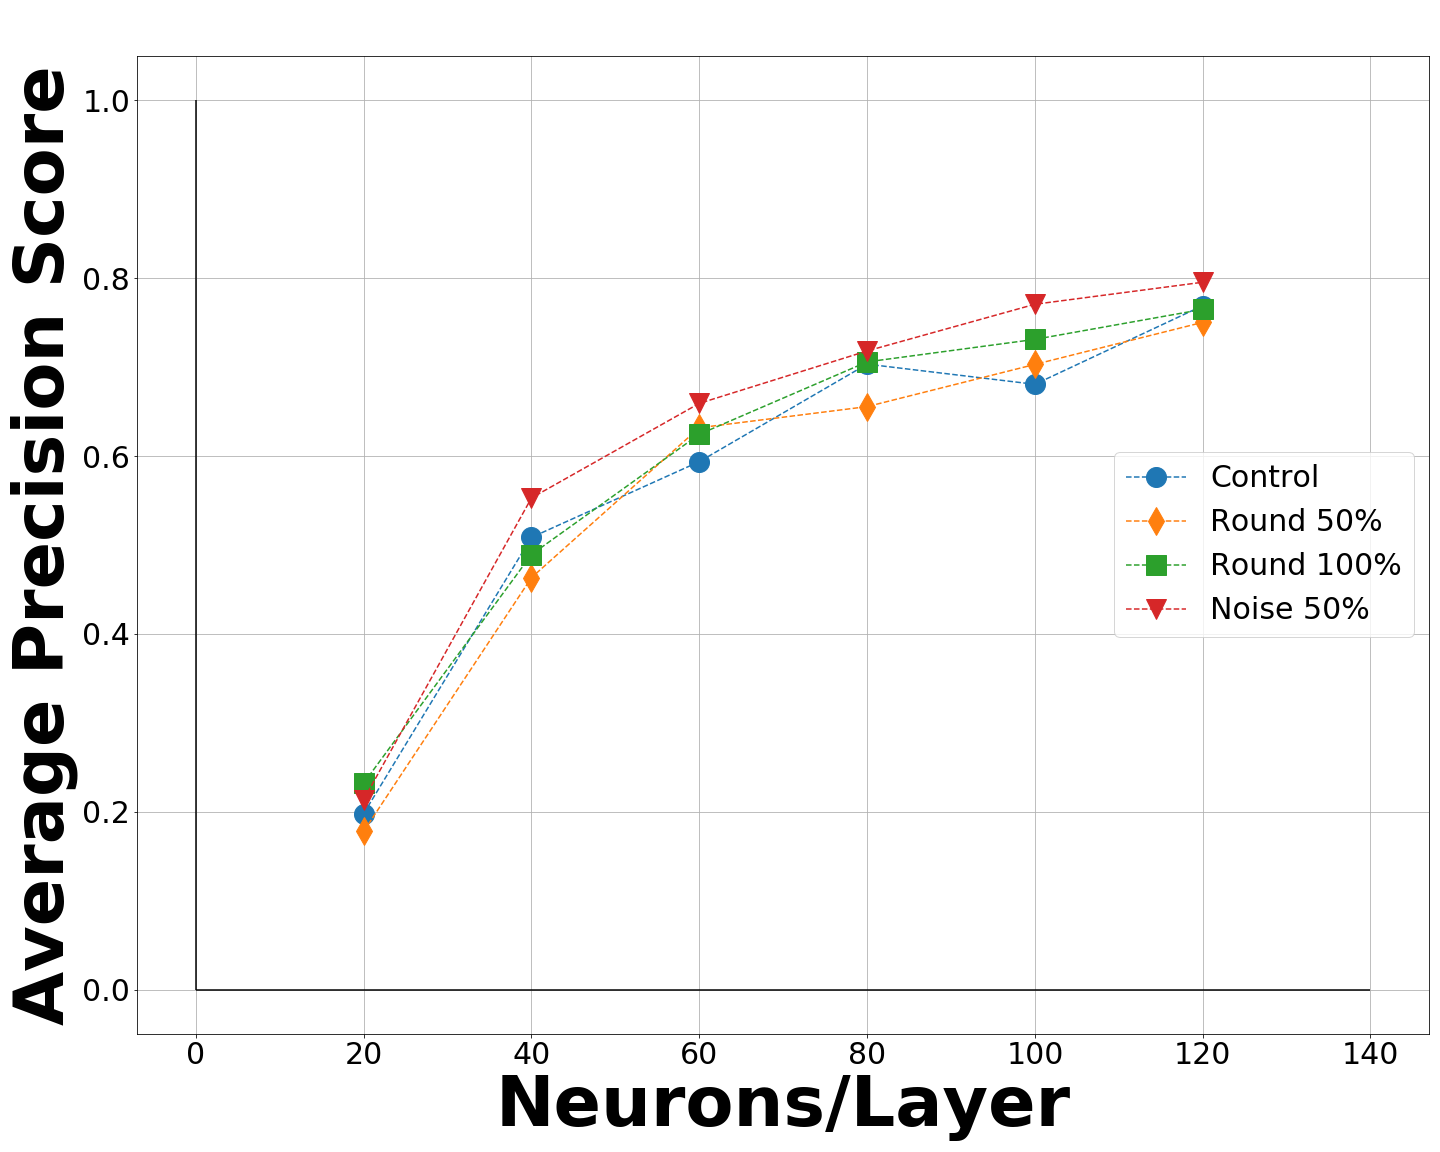 Average Precision Score
1.0
0.8
0.6
0.4
0.2
0.0
0 20 40 60 80 100 120 140
Neurons/Layer
Control
Round 50%
Round 100%
Noise 50%